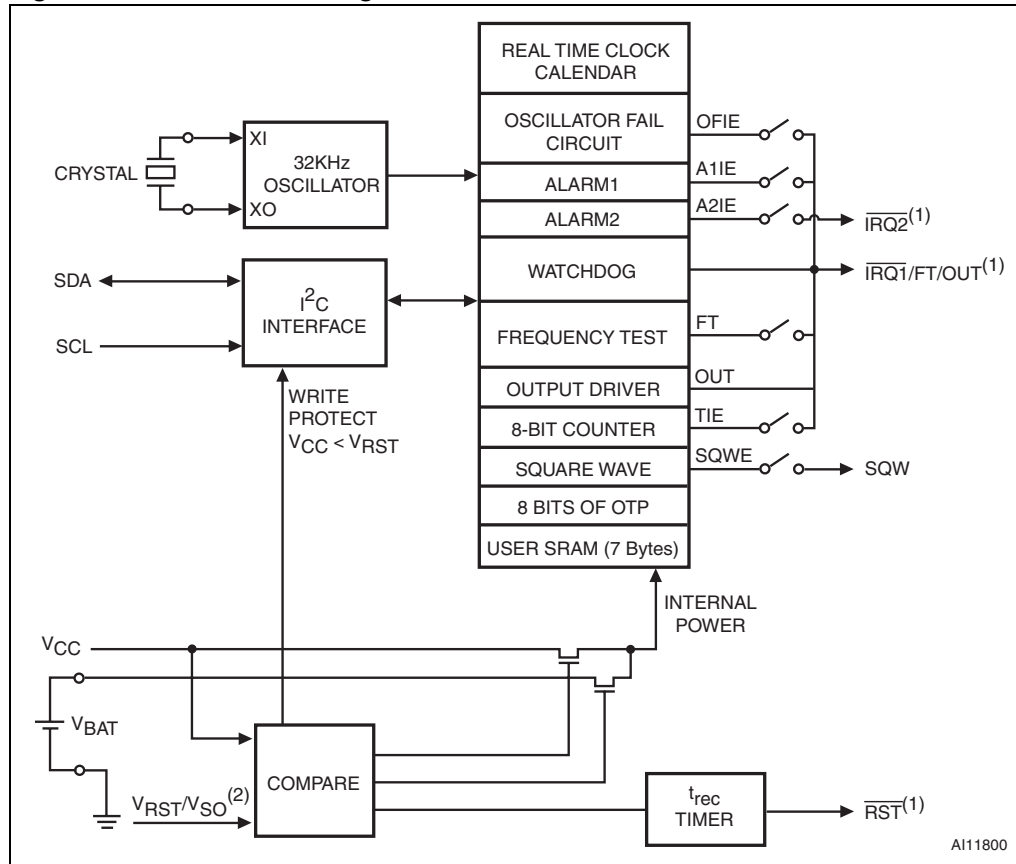 REAL TIME CLOCK
CALENDAR
OSCILLATOR FAIL
CIRCUIT
OFIE
CRYSTAL
XI
32KHz
OSCILLATOR
XO
ALARM1
A1IE
ALARM2
A2IE
IRQ2(1)
SDA
SCL
I2C
INTERFACE
WATCHDOG
IRQ1/FT/OUT(1)
FREQUENCY TEST
FT
OUTPUT DRIVER
OUT
WRITE
PROTECT
VCC < VRST
8-BIT COUNTER
TIE
SQUARE WAVE
SQWE
SQW
8 BITS OF OTP
USER SRAM (7 Bytes)
INTERNAL
POWER
VCC
VBAT
VRST/VSO(2)
COMPARE
trec
TIMER
RST(1)
AI11800